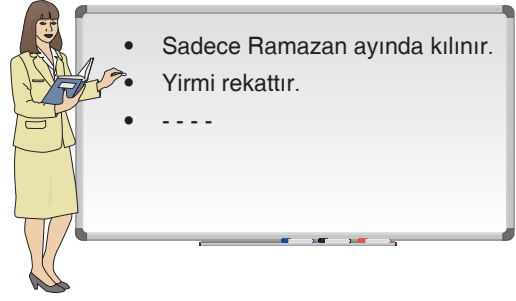 • Sadece Ramazan ayında kılınır.
• Yirmi rekattır.
• - - - -